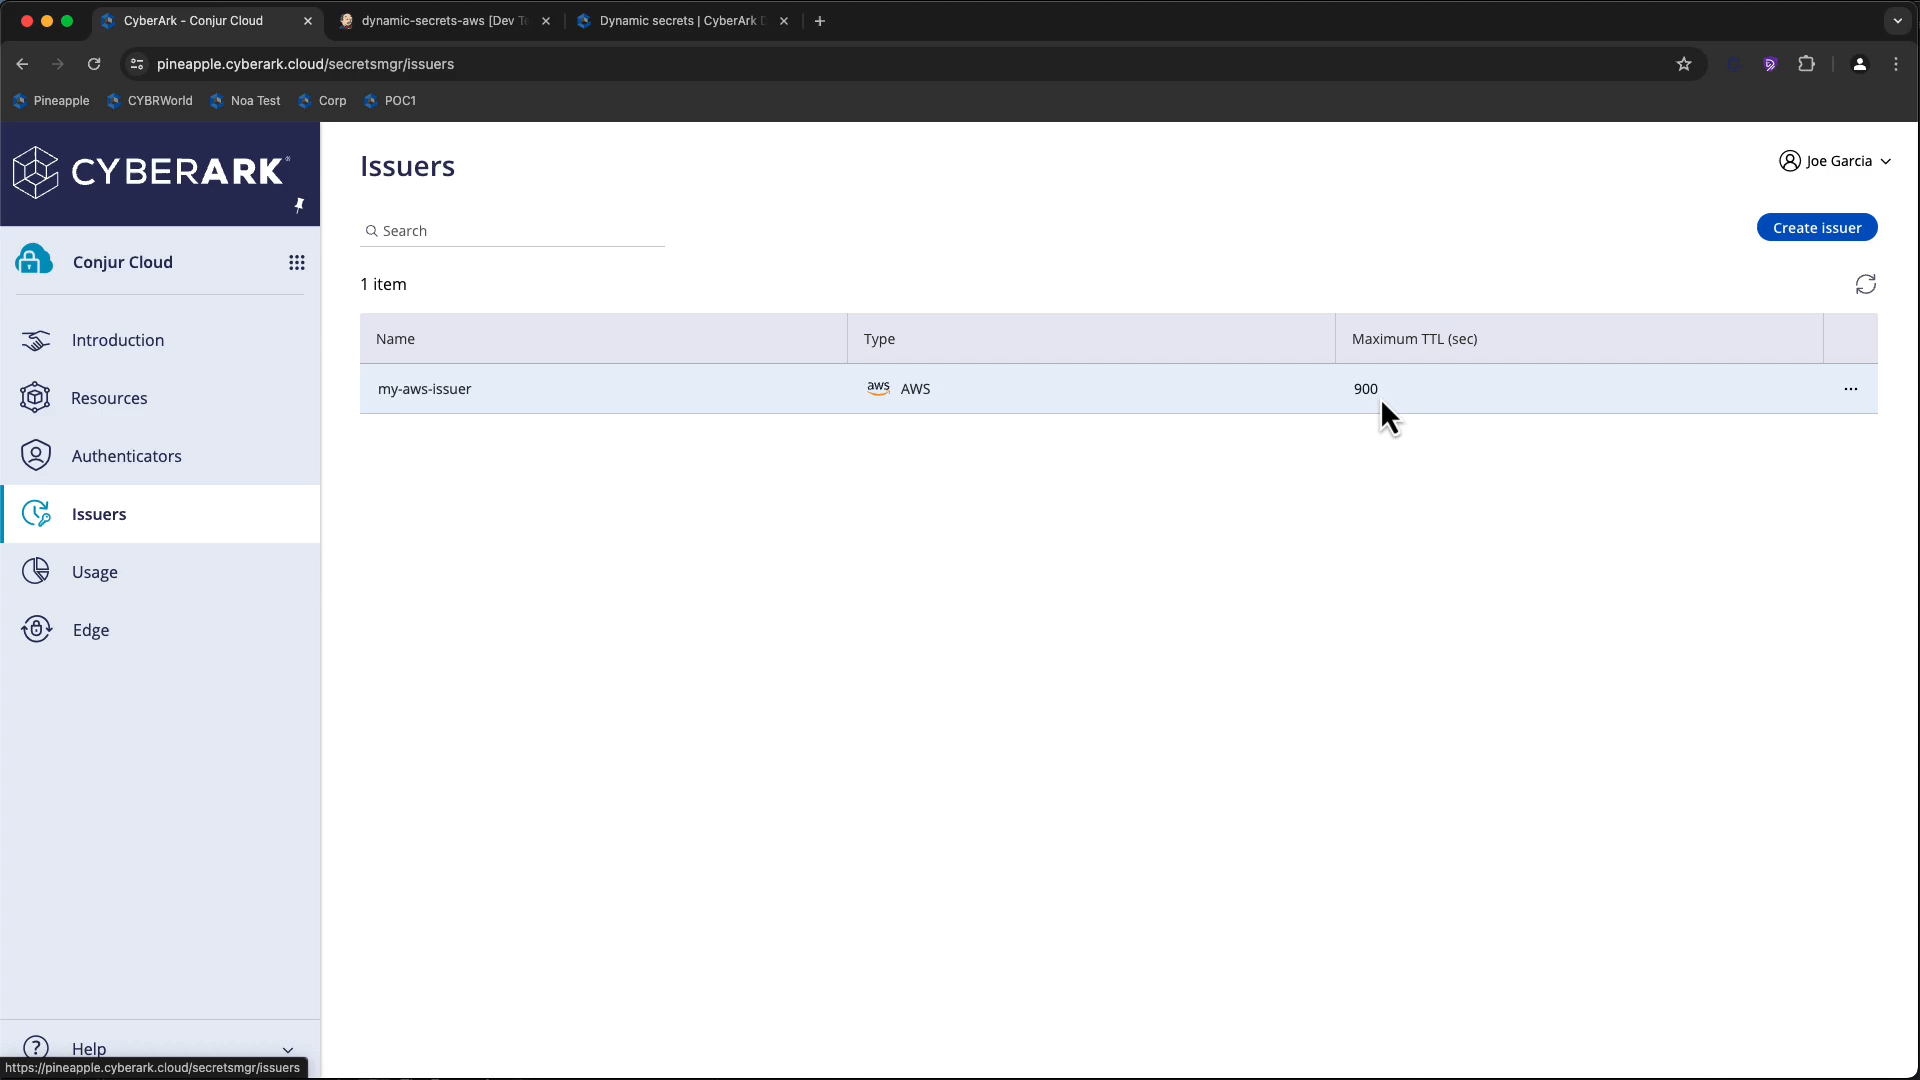 CyberArk - Conjur Cloud
dynamic-secrets-aws [Dev Te
Dynamic secrets | CyberArk D
pineapple.cyberark.cloud/secretsmgr/issuers
Pineapple
CYBRWorld
Noa Test
Corp
POC1
CYBERARK®
Issuers
Joe Garcia
Search
Create issuer
Conjur Cloud
1 item
Introduction
Name
Type
Maximum TTL (sec)
my-aws-issuer
aws AWS
900
Resources
Authenticators
Issuers
Usage
Edge
Help
https://pineapple.cyberark.cloud/secretsmgr/issuers